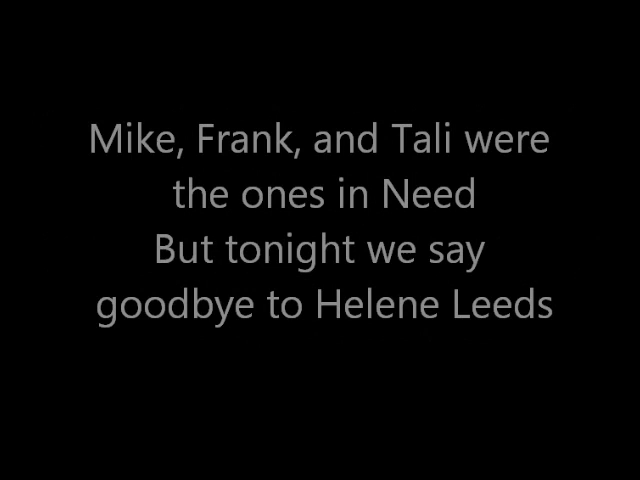 Mike, Frank, and Tali were
the ones in Need
But tonight we say
goodbye to Helene Leeds